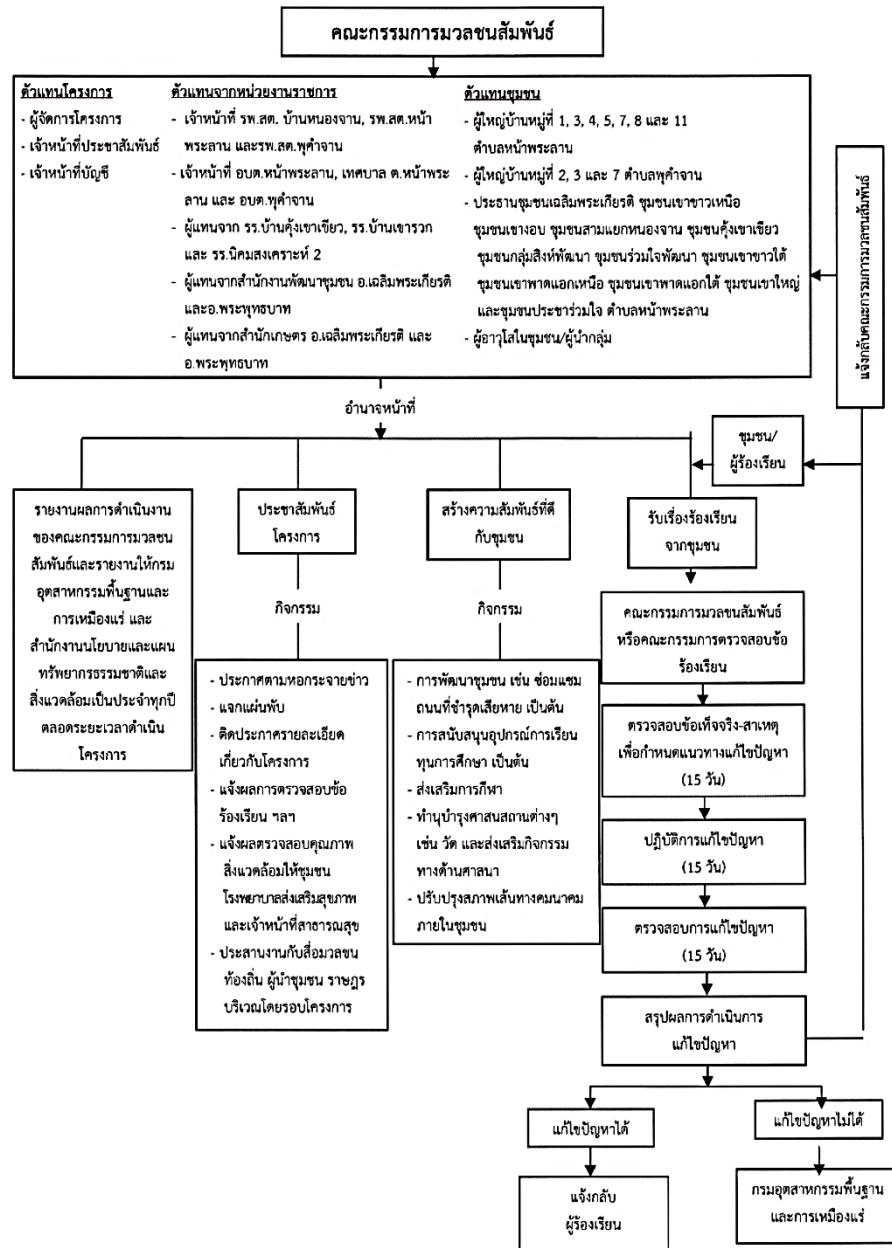 คณะกรรมการมวลชนสัมพันธ์
ตัวแทนโครงการ
- ผู้จัดการโครงการ
- เจ้าหน้าที่ประชาสัมพันธ์
- เจ้าหน้าที่บัญชี
ตัวแทนจากหน่วยงานราชการ
- เจ้าหน้าที่ รพ.สต. บ้านหนองจาน, รพ.สต.หน้า
พระลาน และรพ.สต.พุคำจาน
- เจ้าหน้าที่ อบต.หน้าพระลาน, เทศบาล ต.หน้าพระ
ลาน และ อบต.พุคำจาน
- ผู้แทนจาก รร.บ้านคุ้งเขาเขียว, รร.บ้านเขารวก
และ รร.นิคมสงเคราะห์ 2
- ผู้แทนจากสำนักงานพัฒนาชุมชน อ.เฉลิมพระเกียรติ
และอ.พระพุทธบาท
- ผู้แทนจากสำนักเกษตร อ.เฉลิมพระเกียรติ และ
อ.พระพุทธบาท
ตัวแทนชุมชน
- ผู้ใหญ่บ้านหมู่ที่ 1, 3, 4, 5, 7, 8 และ 11
ตำบลหน้าพระลาน
- ผู้ใหญ่บ้านหมู่ที่ 2, 3 และ 7 ตำบลพุคำจาน
- ประธานชุมชนเฉลิมพระเกียรติ ชุมชนเขาขาวเหนือ
ชุมชนเขางอบ ชุมชนสามแยกหนองจาน ชุมชนคุ้งเขาเขียว
ชุมชนกลุ่มสิงห์พัฒนา ชุมชนร่วมใจพัฒนา ชุมชนเขาขาวใต้
ชุมชนเขาพาดแอกเหนือ ชุมชนเขาพาดแอกใต้ ชุมชนเขาใหญ่
และชุมชนประชาร่วมใจ ตำบลหน้าพระลาน
- ผู้อาวุโสในชุมชน/ผู้นำกลุ่ม
แจ้งกลับคณะกรรมการมวลชนสัมพันธ์
อำนาจหน้าที่
ชุมชน/
ผู้ร้องเรียน
รายงานผลการดำเนินงาน
ของคณะกรรมการมวลชน
สัมพันธ์และรายงานให้กรม
อุตสาหกรรมพื้นฐานและ
การเหมืองแร่ และ
สำนักงานนโยบายและแผน
ทรัพยากรธรรมชาติและ
สิ่งแวดล้อมเป็นประจำทุกปี
ตลอดระยะเวลาดำเนิน
โครงการ
ประชาสัมพันธ์
โครงการ
กิจกรรม
- ประกาศตามหอกระจายข่าว
- แจกแผ่นพับ
- ติดประกาศรายละเอียด
เกี่ยวกับโครงการ
- แจ้งผลการตรวจสอบข้อ
ร้องเรียน ฯลฯ
- แจ้งผลตรวจสอบคุณภาพ
สิ่งแวดล้อมให้ชุมชน
โรงพยาบาลส่งเสริมสุขภาพ
และเจ้าหน้าที่สาธารณสุข
- ประสานงานกับสื่อมวลชน
ท้องถิ่น ผู้นำชุมชน ราษฎร
บริเวณโดยรอบโครงการ
สร้างความสัมพันธ์ที่ดี
กับชุมชน
กิจกรรม
- การพัฒนาชุมชน เช่น ซ่อมแซม
ถนนที่ชำรุดเสียหาย เป็นต้น
- การสนับสนุนอุปกรณ์การเรียน
ทุนการศึกษา เป็นต้น
- ส่งเสริมการกีฬา
- ทำนุบำรุงศาสนสถานต่างๆ
เช่น วัด และส่งเสริมกิจกรรม
ทางด้านศาสนา
- ปรับปรุงสภาพเส้นทางคมนาคม
ภายในชุมชน
รับเรื่องร้องเรียน
จากชุมชน
คณะกรรมการมวลชนสัมพันธ์
หรือคณะกรรมการตรวจสอบข้อ
ร้องเรียน
ตรวจสอบข้อเท็จจริง-สาเหตุ
เพื่อกำหนดแนวทางแก้ไขปัญหา
(15 วัน)
ปฏิบัติการแก้ไขปัญหา
(15 วัน)
ตรวจสอบการแก้ไขปัญหา
(15 วัน)
สรุปผลการดำเนินการ
แก้ไขปัญหา
แก้ไขปัญหาได้
แก้ไขปัญหาไม่ได้
แจ้งกลับ
ผู้ร้องเรียน
กรมอุตสาหกรรมพื้นฐาน
และการเหมืองแร่